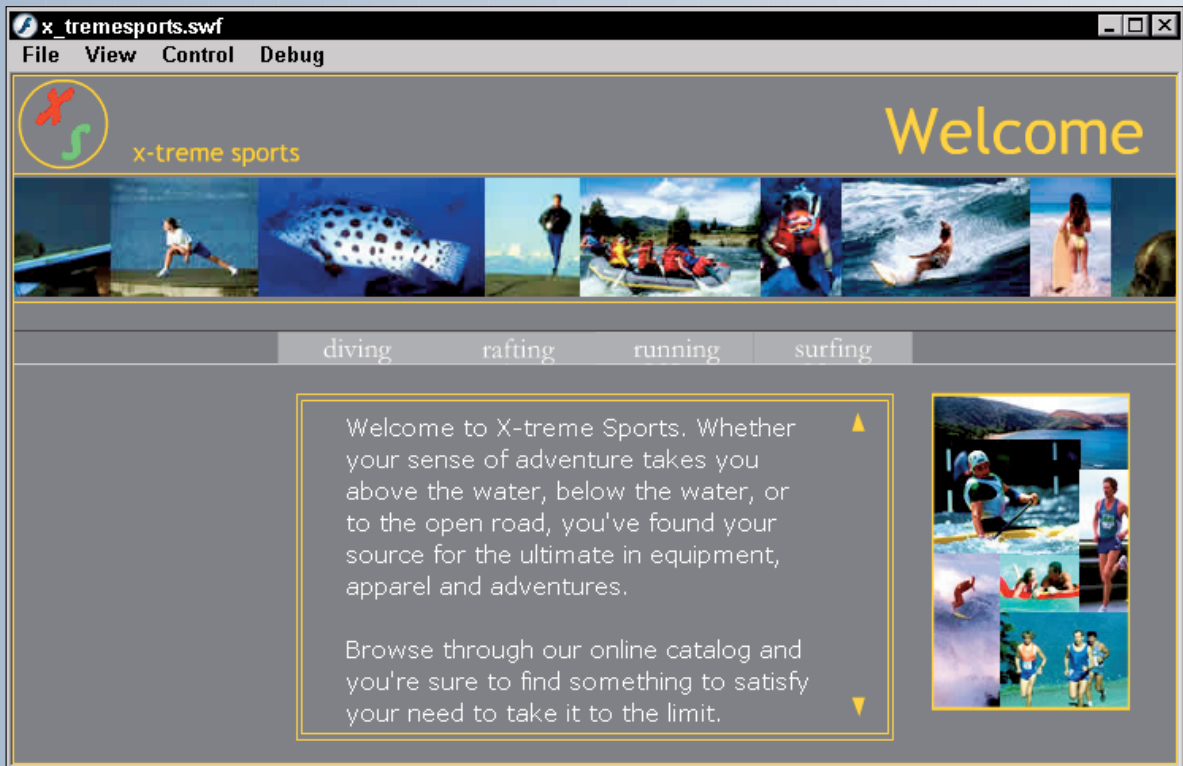 x_tremesports.swf
File View Control Debug
XS
x-treme sports
Welcome
diving rafting running surfing
Welcome to X-treme Sports. Whether
your sense of adventure takes you
above the water, below the water, or
to the open road, you've found your
source for the ultimate in equipment,
apparel and adventures.
Browse through our online catalog and
you're sure to find something to satisfy
your need to take it to the limit.